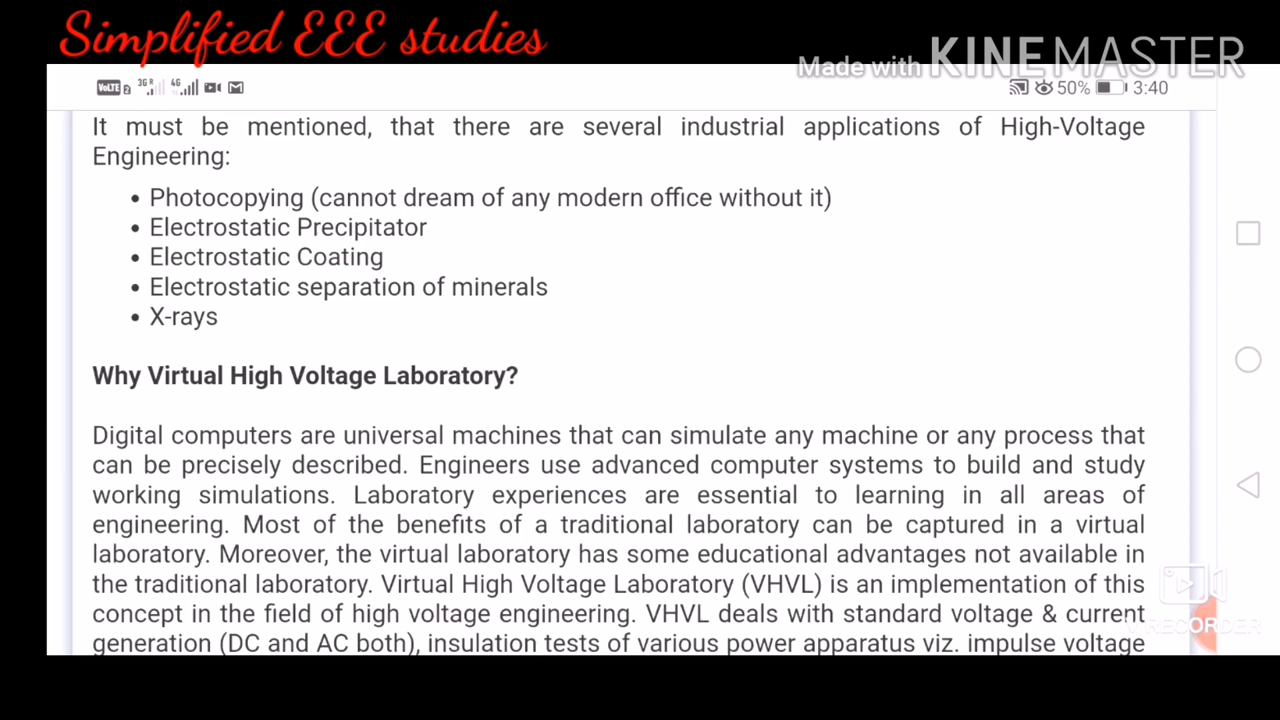 Simplified EEE studies
Made with KINEMASTER
VoLTE 2 3G R 4G 50% 3:40
It must be mentioned, that there are several industrial applications of High-Voltage
Engineering:
• Photocopying (cannot dream of any modern office without it)
• Electrostatic Precipitator
• Electrostatic Coating
• Electrostatic separation of minerals
• X-rays
Why Virtual High Voltage Laboratory?
Digital computers are universal machines that can simulate any machine or any process that
can be precisely described. Engineers use advanced computer systems to build and study
working simulations. Laboratory experiences are essential to learning in all areas of
engineering. Most of the benefits of a traditional laboratory can be captured in a virtual
laboratory. Moreover, the virtual laboratory has some educational advantages not available in
the traditional laboratory. Virtual High Voltage Laboratory (VHVL) is an implementation of this
concept in the field of high voltage engineering. VHVL deals with standard voltage & current
generation (DC and AC both), insulation tests of various power apparatus viz. impulse voltage
RECORDER